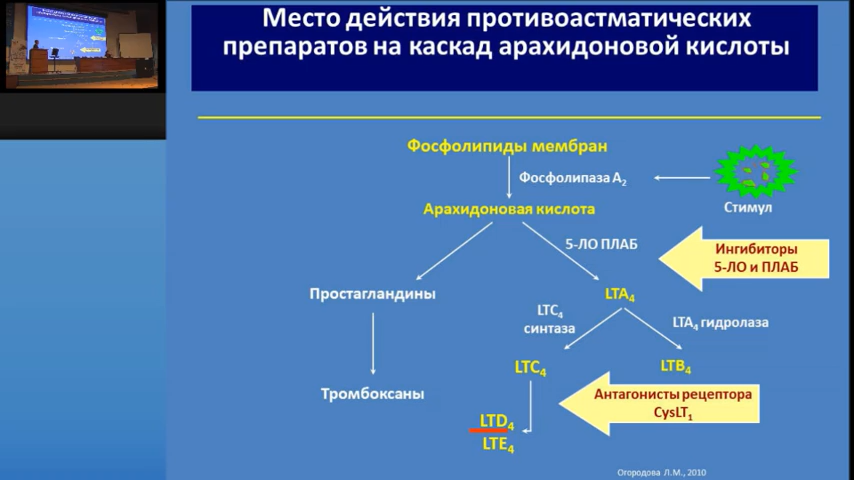 Место действия противоастматических
препаратов на каскад арахидоновой кислоты
Фосфолипиды мембран
Фосфолипаза A₂
Стимул
Арахидоновая кислота
5-ЛО ПЛАБ
Ингибиторы
5-ЛО и ПЛАБ
Простагландины
LTA₄
LTC₄
синтаза
LTA₄ гидролаза
LTC₄
LTB₄
Тромбоксаны
Антагонисты рецептора
CysLT₁
LTD₄
LTE₄
Огородова Л.М., 2010